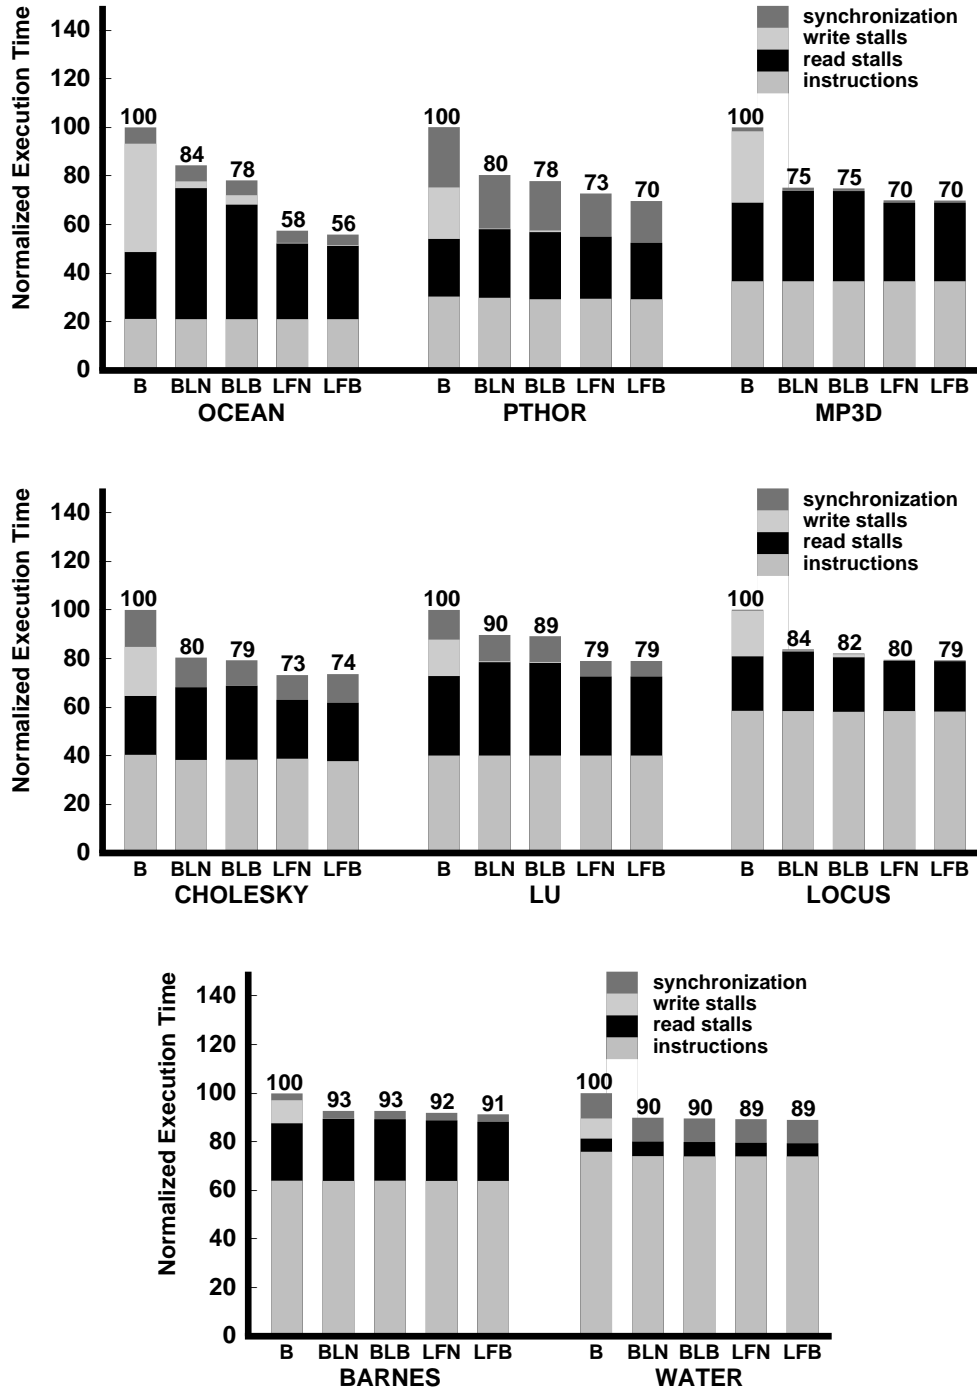 Normalized Execution Time
140
120
100
80
60
40
20
0
synchronization
write stalls
read stalls
instructions
100
84
78
58
56
100
80
78
73
70
100
75
75
70
70
B BLN BLB LFN LFB
B BLN BLB LFN LFB
B BLN BLB LFN LFB
OCEAN
PTHOR
MP3D
Normalized Execution Time
140
120
100
80
60
40
20
0
synchronization
write stalls
read stalls
instructions
100
80
79
73
74
100
90
89
79
79
100
84
82
80
79
B BLN BLB LFN LFB
B BLN BLB LFN LFB
B BLN BLB LFN LFB
CHOLESKY
LU
LOCUS
Normalized Execution Time
140
120
100
80
60
40
20
0
synchronization
write stalls
read stalls
instructions
100
93
93
92
91
100
90
90
89
89
B BLN BLB LFN LFB
B BLN BLB LFN LFB
BARNES
WATER